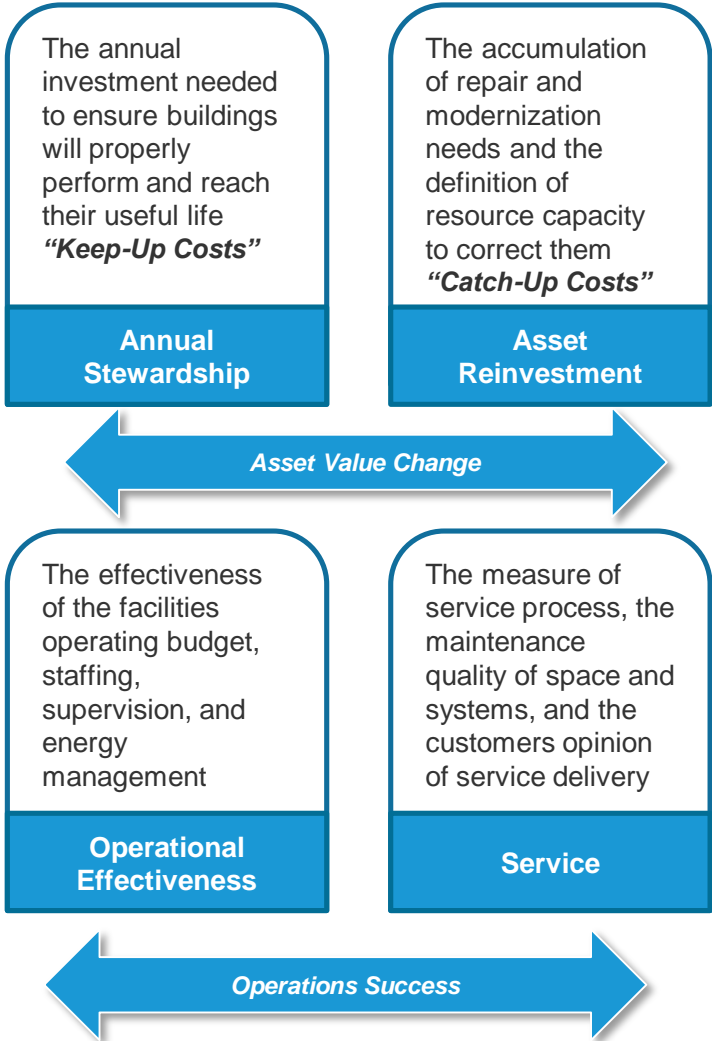 The annual
investment needed
to ensure buildings
will properly
perform and reach
their useful life
“Keep-Up Costs”
Annual
Stewardship
The accumulation
of repair and
modernization
needs and the
definition of
resource capacity
to correct them
“Catch-Up Costs”
Asset
Reinvestment
Asset Value Change
The effectiveness
of the facilities
operating budget,
staffing,
supervision, and
energy
management
Operational
Effectiveness
The measure of
service process, the
maintenance
quality of space and
systems, and the
customers opinion
of service delivery
Service
Operations Success